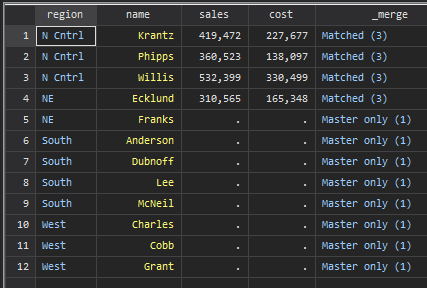 region name sales cost _merge
1 N Cntrl Krantz 419,472 227,677 Matched (3)
2 N Cntrl Phipps 360,523 138,097 Matched (3)
3 N Cntrl Willis 532,399 330,499 Matched (3)
4 NE Ecklund 310,565 165,348 Matched (3)
5 NE Franks . . Master only (1)
6 South Anderson . . Master only (1)
7 South Dubnoff . . Master only (1)
8 South Lee . . Master only (1)
9 South McNeil . . Master only (1)
10 West Charles . . Master only (1)
11 West Cobb . . Master only (1)
12 West Grant . . Master only (1)